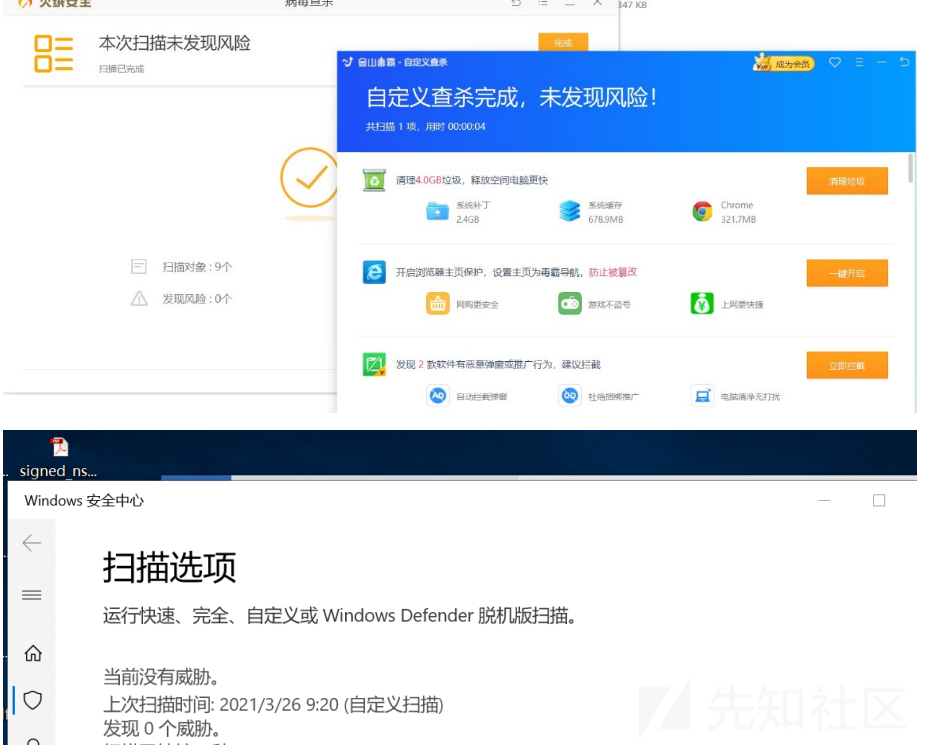 火绒安全
病毒查杀
347 KB
本次扫描未发现风险
扫描已完成
完成
扫描对象 : 9个
发现风险 : 0个
金山毒霸 - 自定义查杀
成为会员
自定义查杀完成，未发现风险！
共扫描 1 项，用时 00:00:04
清理4.0GB垃圾，释放空间电脑更快
清理垃圾
系统补丁
2.4GB
系统缓存
678.9MB
Chrome
321.7MB
开启浏览器主页保护，设置主页为毒霸导航，防止被篡改
一键开启
网购更安全
游戏不盗号
上网更快捷
发现 2 款软件有恶意弹窗或推广行为，建议拦截
立即拦截
自动拦截弹窗
杜绝捆绑推广
电脑清净无打扰
signed_ns...
Windows 安全中心
扫描选项
运行快速、完全、自定义或 Windows Defender 脱机版扫描。
当前没有威胁。
上次扫描时间: 2021/3/26 9:20 (自定义扫描)
发现 0 个威胁。
先知社区